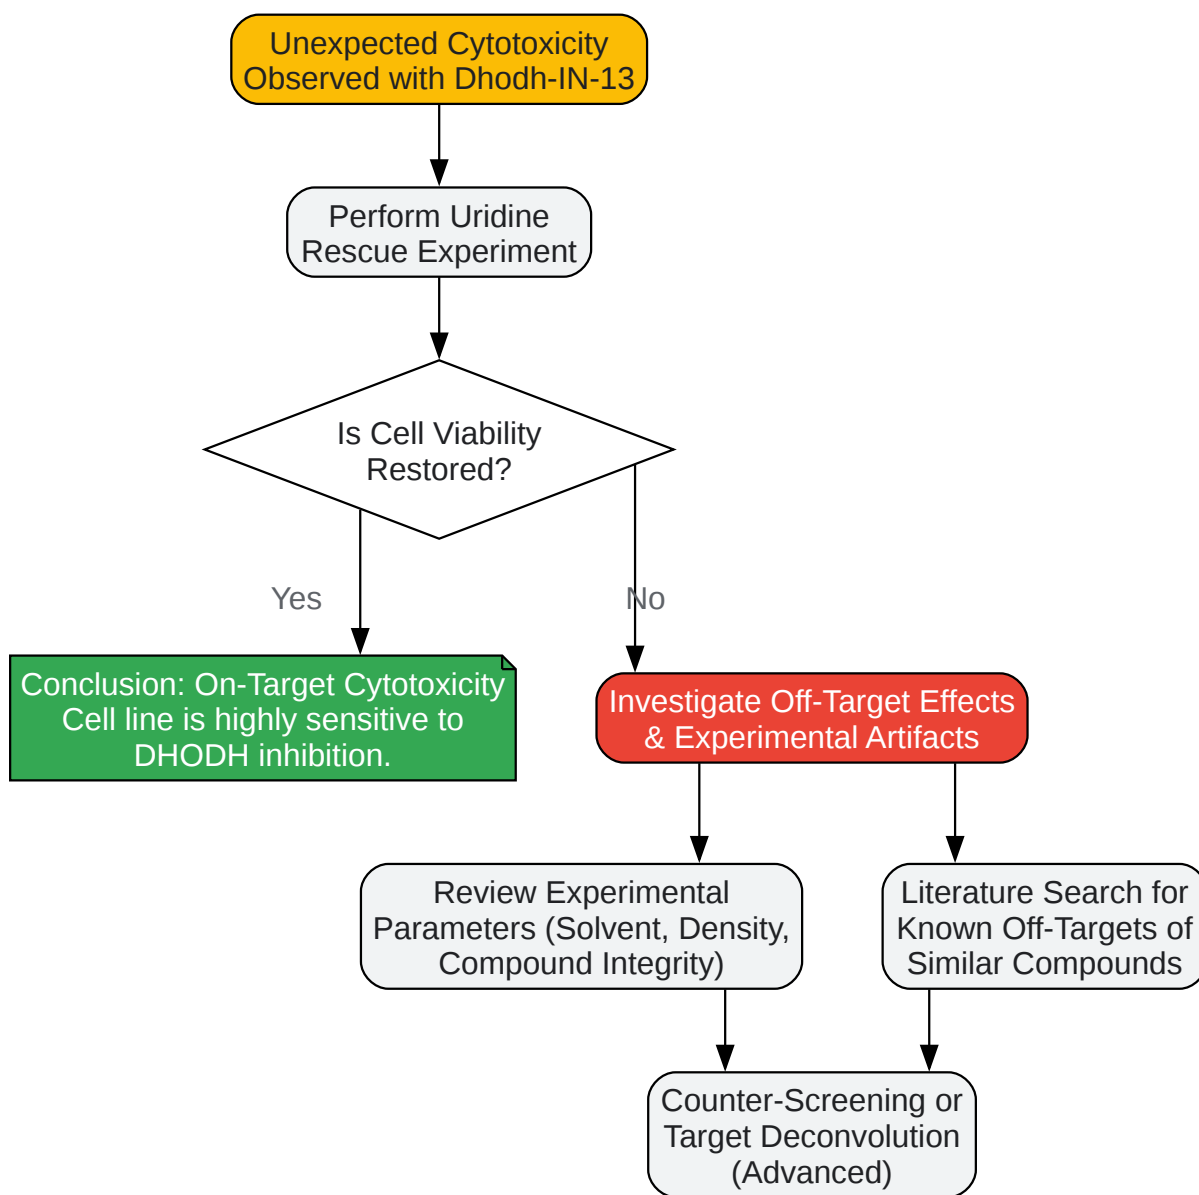 Unexpected Cytotoxicity
Observed with Dhodh-IN-13
Perform Uridine
Rescue Experiment
Is Cell Viability
Restored?
Yes
No
Conclusion: On-Target Cytotoxicity
Cell line is highly sensitive to
DHODH inhibition.
Investigate Off-Target Effects
& Experimental Artifacts
Review Experimental
Parameters (Solvent, Density,
Compound Integrity)
Literature Search for
Known Off-Targets of
Similar Compounds
Counter-Screening or
Target Deconvolution
(Advanced)